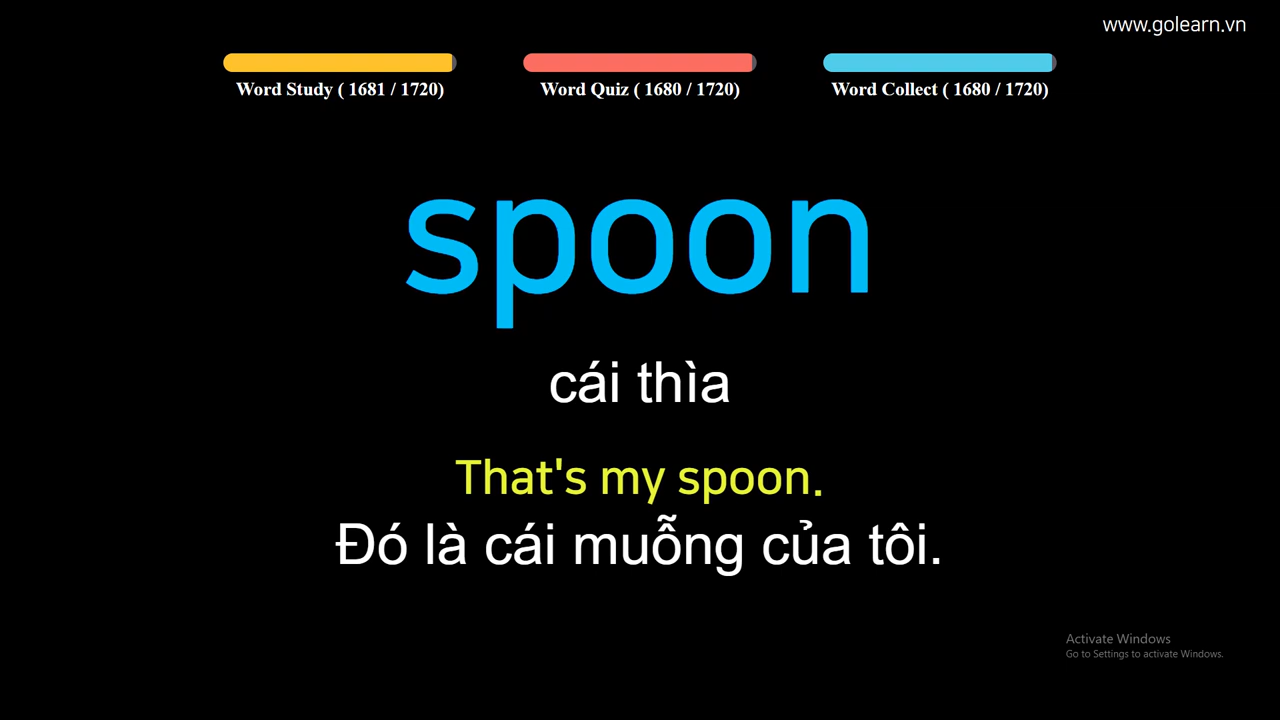 www.golearn.vn
Word Study ( 1681 / 1720)
Word Quiz ( 1680 / 1720)
Word Collect ( 1680 / 1720)
spoon
cái thìa
That's my spoon.
Đó là cái muỗng của tôi.
Activate Windows
Go to Settings to activate Windows.